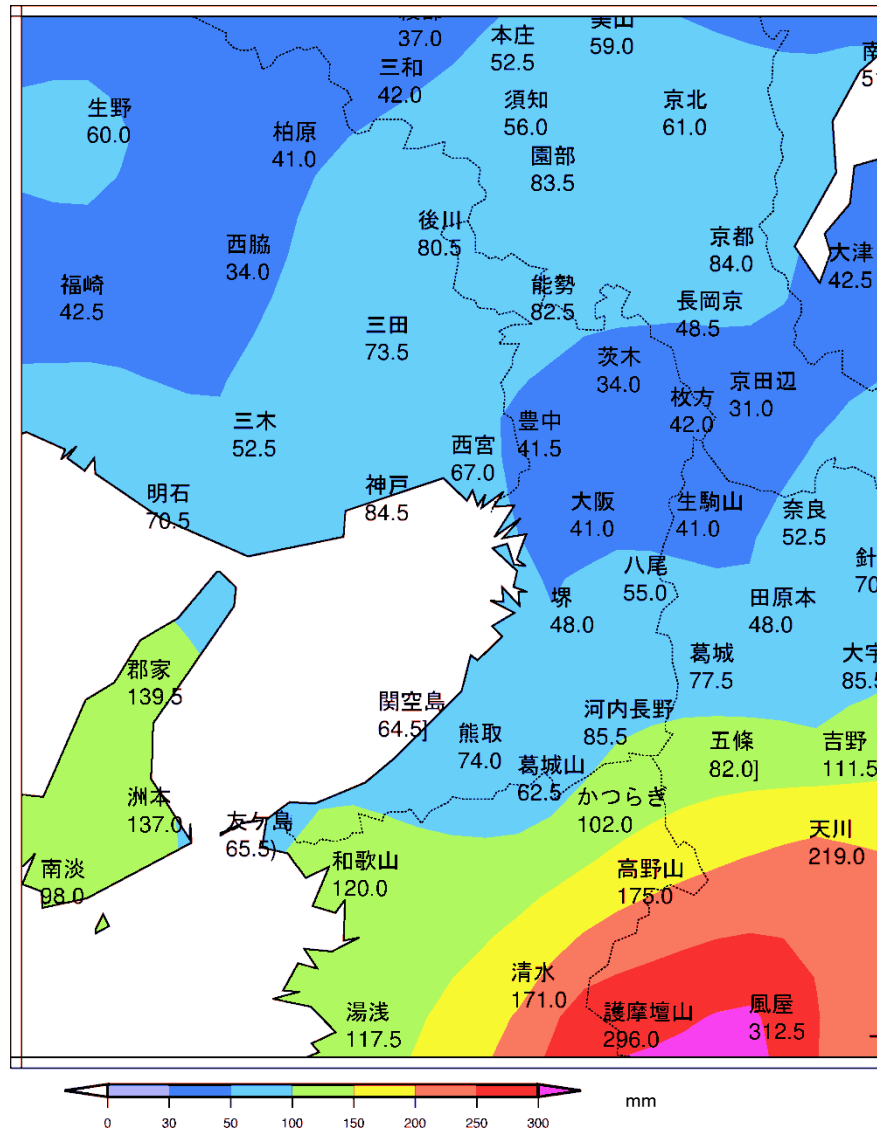 37.0
本庄
52.5
美山
59.0
三和
42.0
生野
60.0
柏原
41.0
須知
56.0
京北
61.0
園部
83.5
後川
80.5
西脇
34.0
京都
84.0
大津
42.5
福崎
42.5
能勢
82.5
長岡京
48.5
三田
73.5
茨木
34.0
京田辺
31.0
枚方
42.0
三木
52.5
豊中
41.5
西宮
67.0
明石
70.5
神戸
84.5
大阪
41.0
生駒山
41.0
奈良
52.5
針
70
八尾
55.0
堺
48.0
田原本
48.0
葛城
77.5
大宇
85.5
郡家
139.5
関空島
64.5]
熊取
74.0
河内長野
85.5
葛城山
62.5
五條
82.0]
吉野
111.5
洲本
137.0
友ケ島
65.5)
かつらぎ
102.0
天川
219.0
南淡
98.0
和歌山
120.0
高野山
175.0
清水
171.0
湯浅
117.5
護摩壇山
296.0
風屋
312.5
0 30 50 100 150 200 250 300 mm